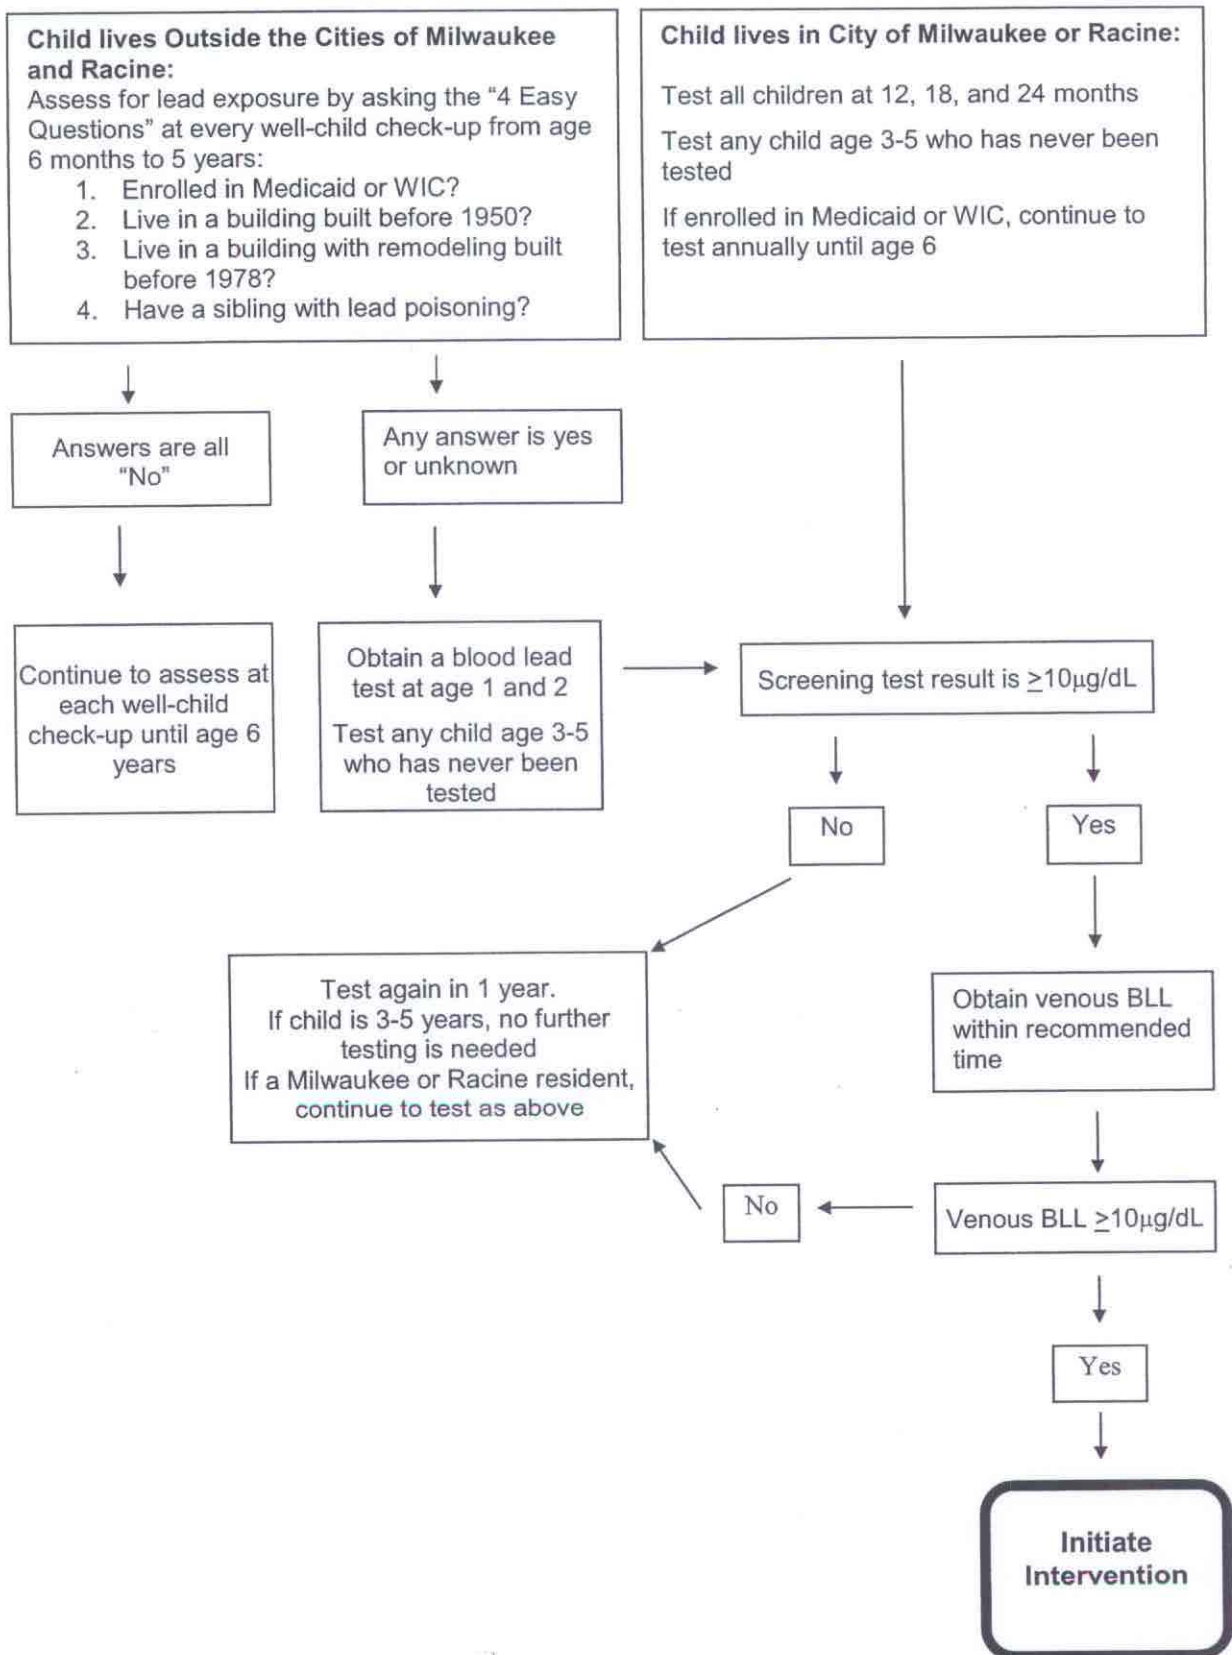 Child lives Outside the Cities of Milwaukee
and Racine:
Assess for lead exposure by asking the “4 Easy
Questions” at every well-child check-up from age
6 months to 5 years:
1. Enrolled in Medicaid or WIC?
2. Live in a building built before 1950?
3. Live in a building with remodeling built
before 1978?
4. Have a sibling with lead poisoning?
Child lives in City of Milwaukee or Racine:
Test all children at 12, 18, and 24 months
Test any child age 3-5 who has never been
tested
If enrolled in Medicaid or WIC, continue to
test annually until age 6
Answers are all
“No”
Any answer is yes
or unknown
Continue to assess at
each well-child
check-up until age 6
years
Obtain a blood lead
test at age 1 and 2
Test any child age 3-5
who has never been
tested
Screening test result is ≥10μg/dL
No
Yes
Test again in 1 year.
If child is 3-5 years, no further
testing is needed
If a Milwaukee or Racine resident,
continue to test as above
Obtain venous BLL
within recommended
time
No
Venous BLL ≥10μg/dL
Yes
Initiate
Intervention